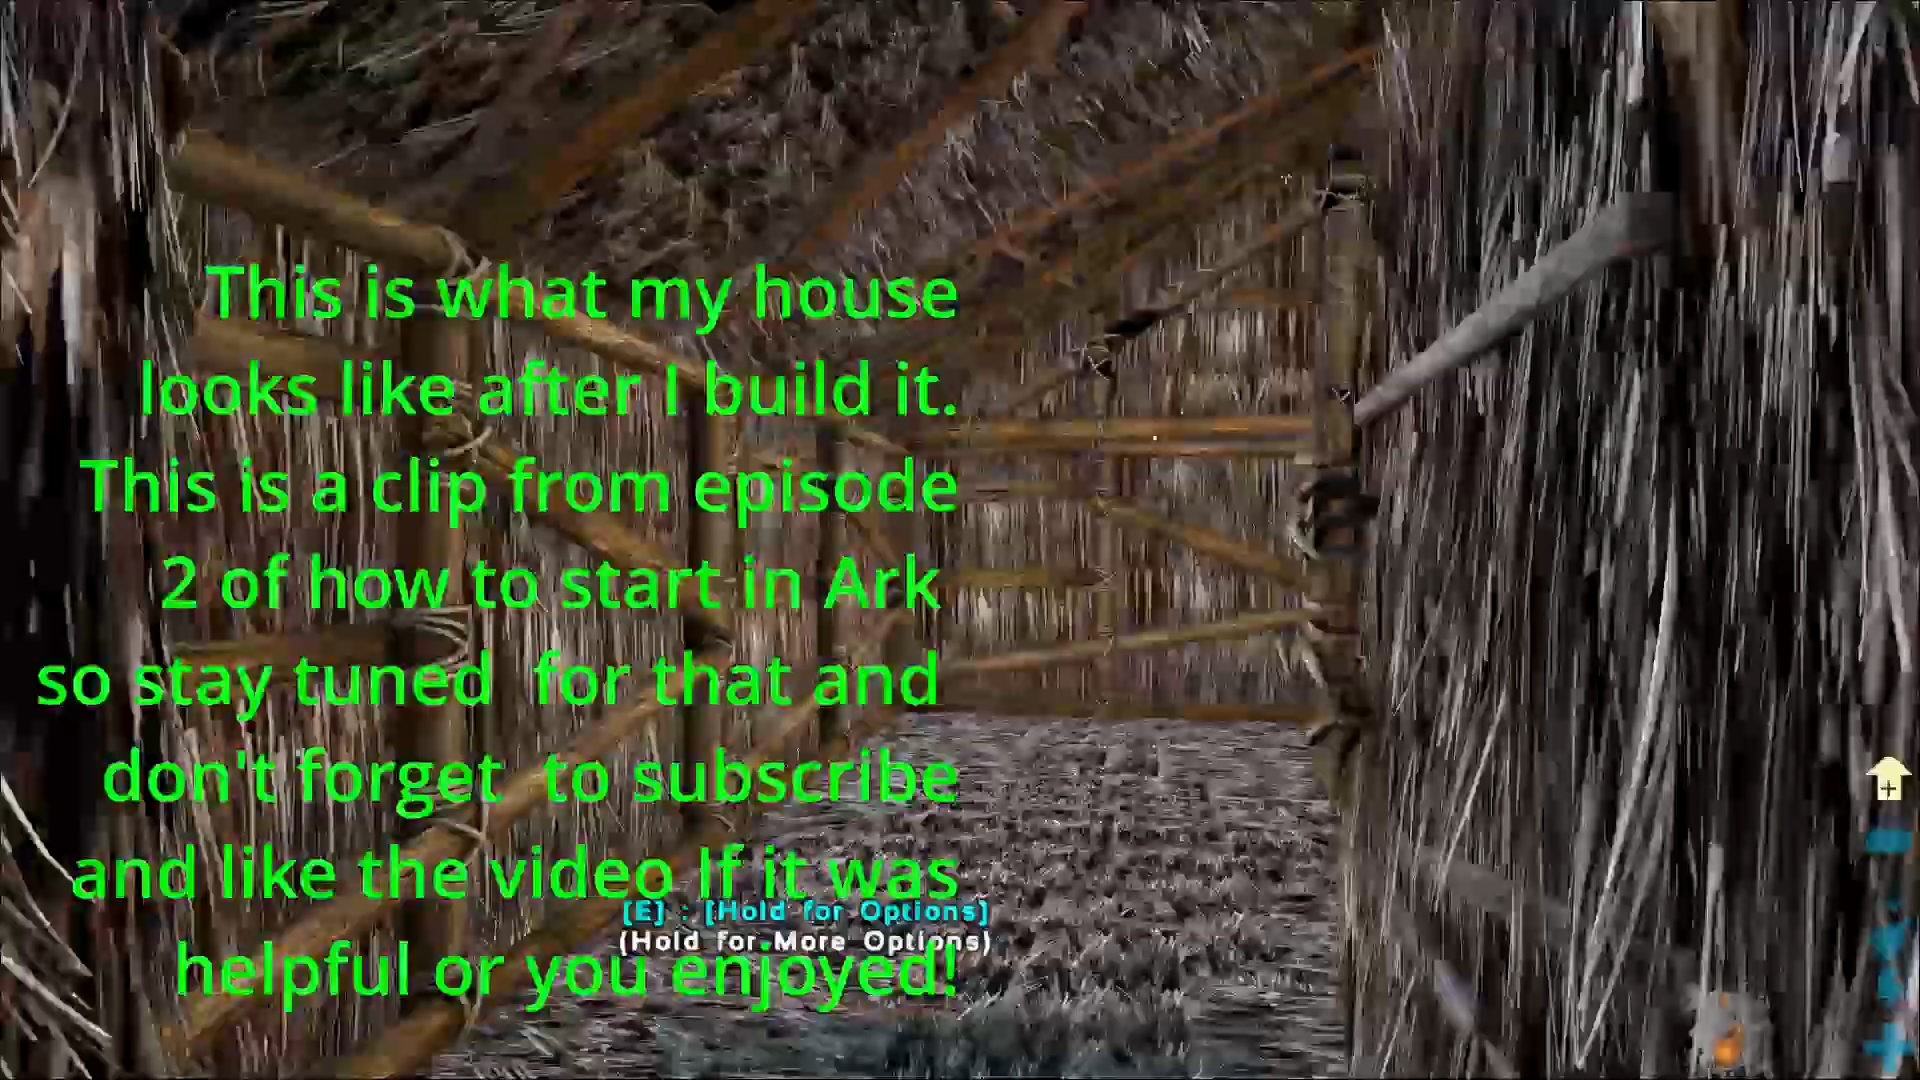 This is what my house
looks like after I build it.
This is a clip from episode
2 of how to start in Ark
so stay tuned  for that and
don't forget  to subscribe
and like the video If it was
helpful or you enjoyed!
[E] : [Hold for Options]
(Hold for More Options)